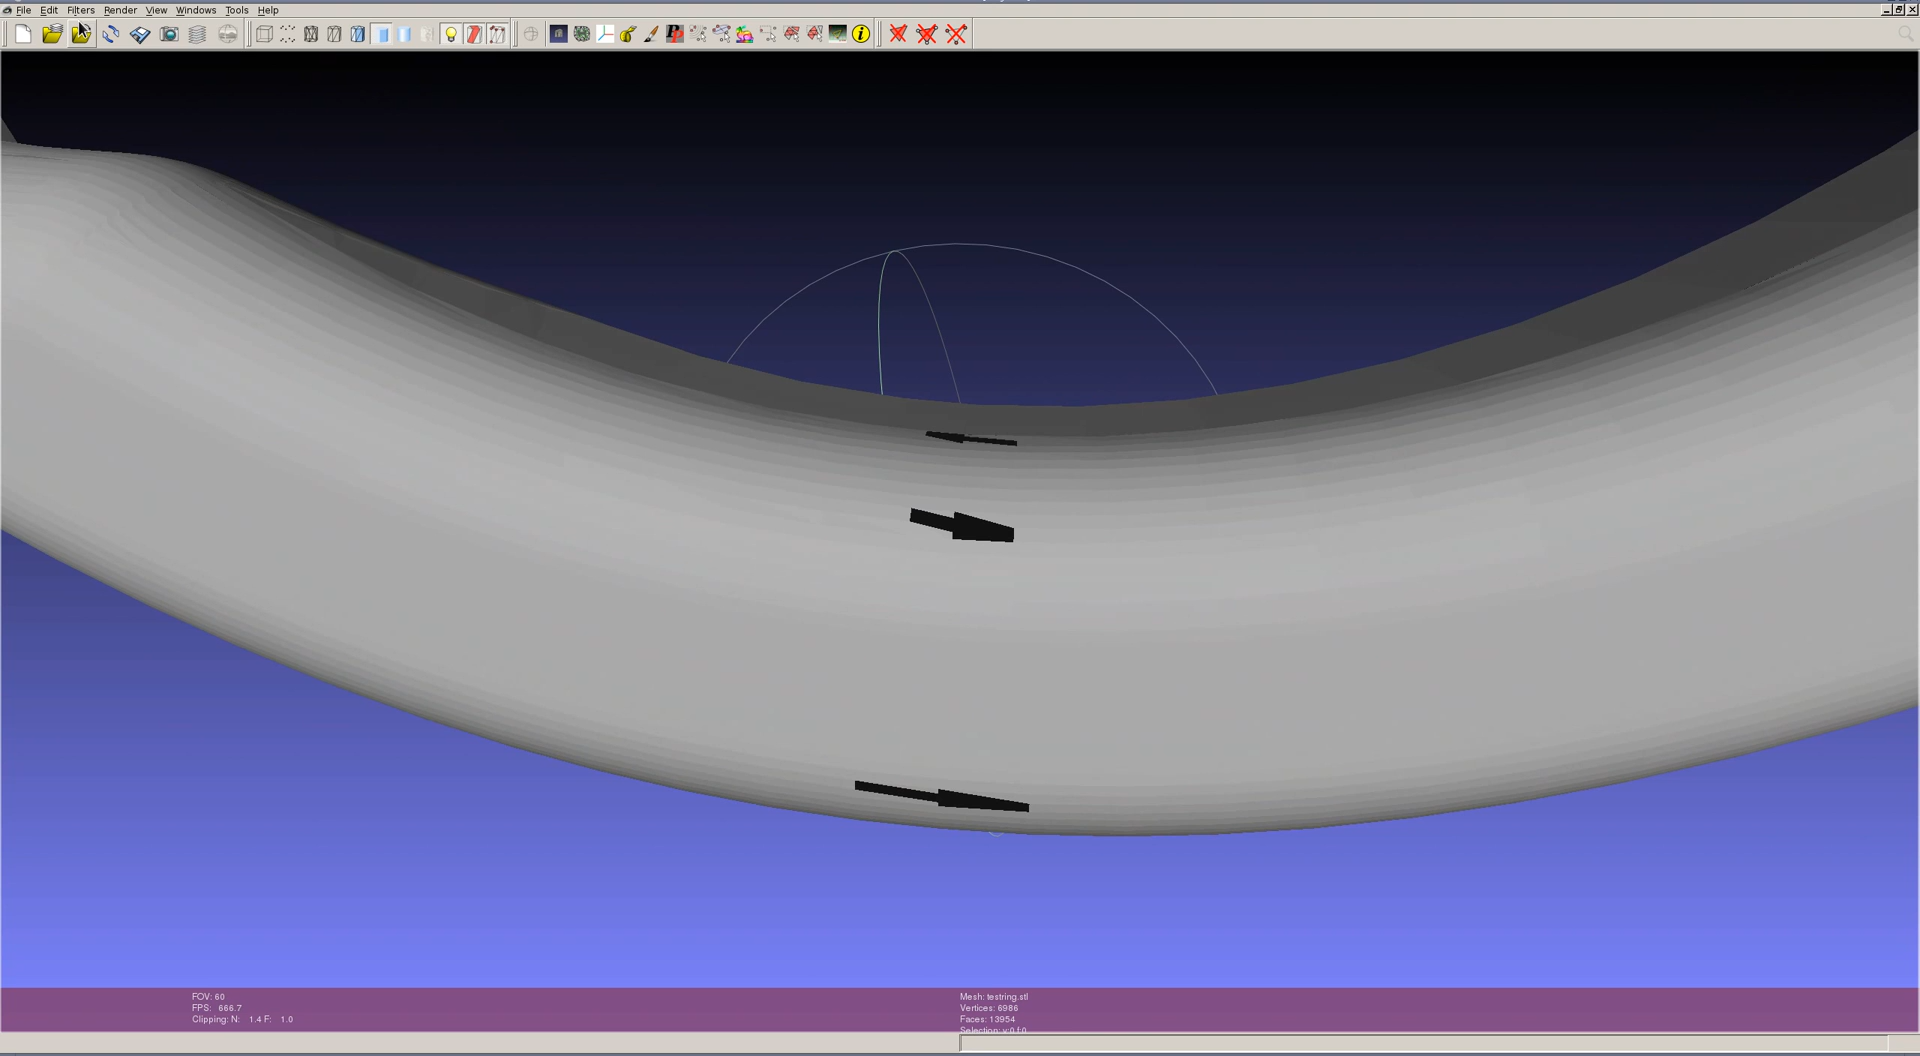 File Edit Filters Render View Windows Tools Help
FOV: 60
FPS: 666.7
Clipping: N: 1.4 F: 1.0
Mesh: testring.stl
Vertices: 6986
Faces: 13954
Selection: v:0 f:0